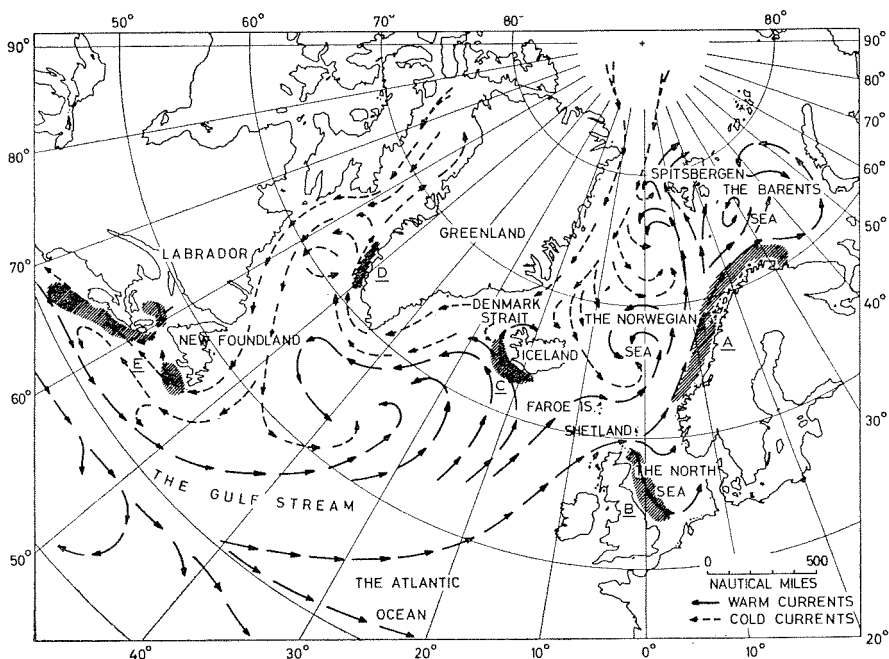 50° 60° 70° 80° 80°
90° 90°
80°
70°
80° 60°
SPITSBERGEN
THE BARENTS
SEA
50°
GREENLAND
LABRADOR
70°
D
40°
DENMARK
STRAIT
THE NORWEGIAN
NEW FOUNDLAND
ICELAND
SEA
A
E
C
30°
60°
FAROE IS.
SHETLAND
THE NORTH
SEA
THE GULF STREAM
B
50°
0 500
NAUTICAL MILES
THE ATLANTIC
OCEAN
WARM CURRENTS
COLD CURRENTS
40° 30° 20° 10° 0° 10° 20°